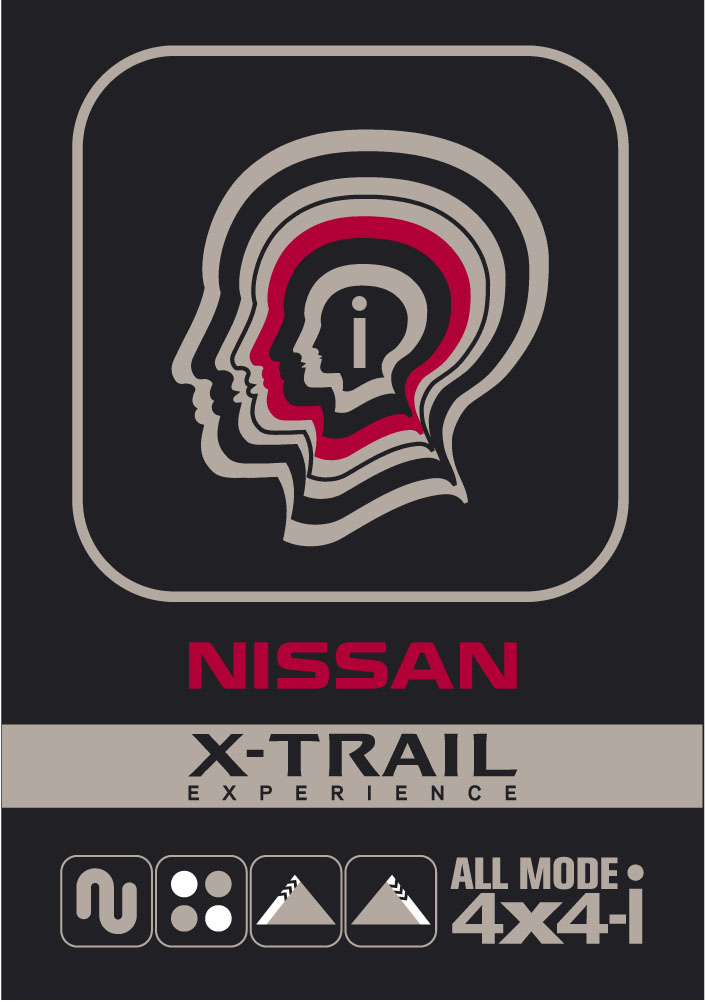 i
NISSAN
X-TRAIL
EXPERIENCE
ALL MODE
4x4-i